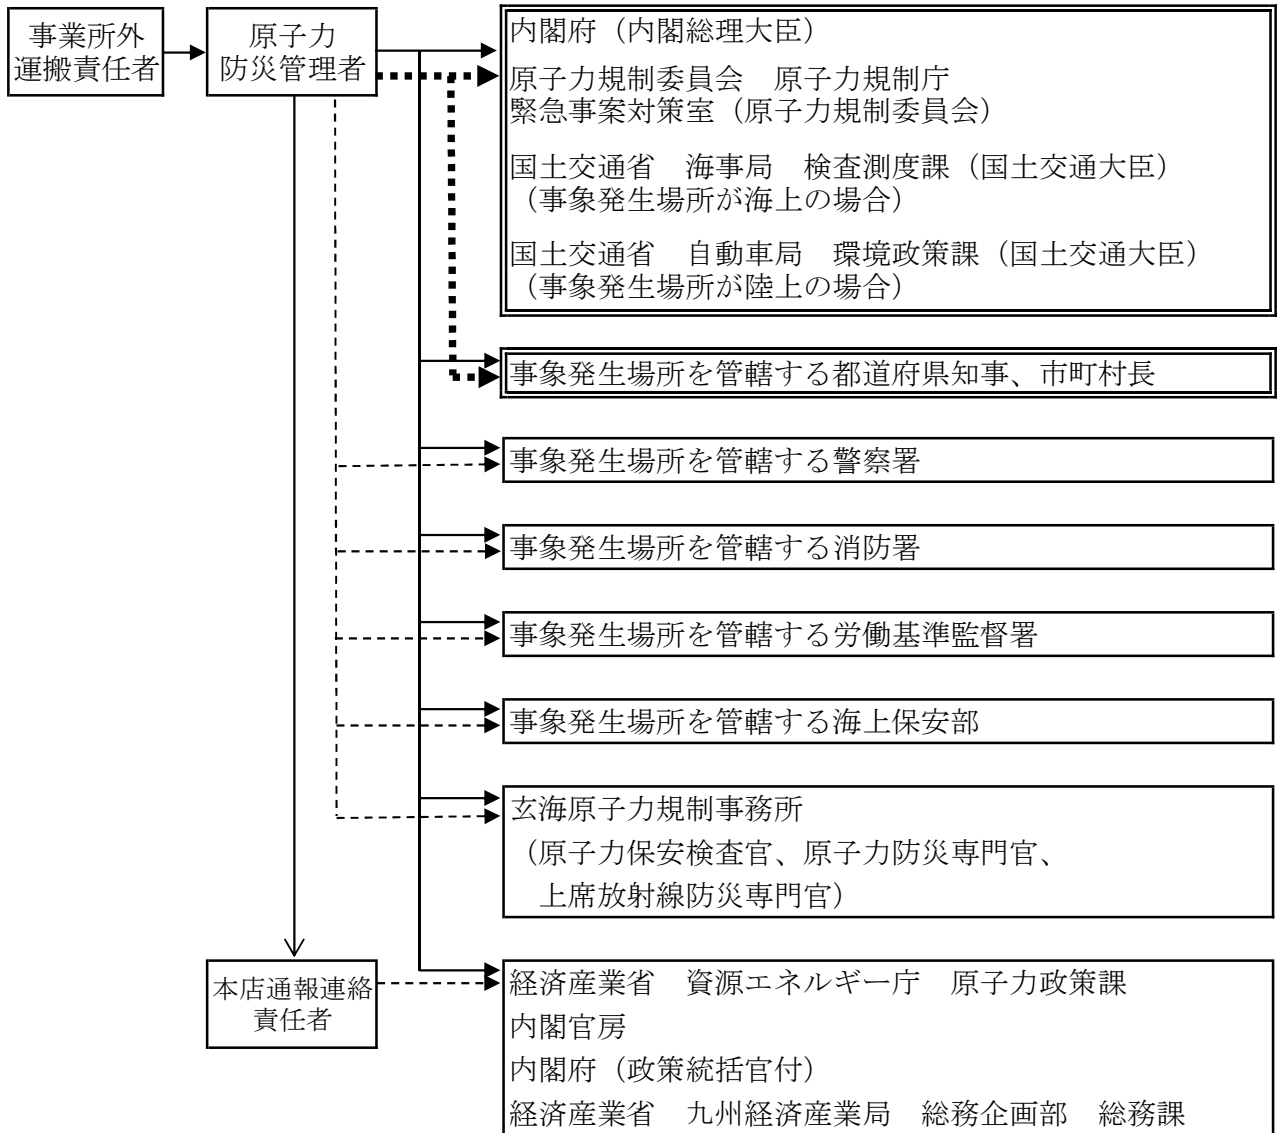 事業所外
運搬責任者
原子力
防災管理者
内閣府（内閣総理大臣）
原子力規制委員会　原子力規制庁
緊急事案対策室（原子力規制委員会）
国土交通省　海事局　検査測度課（国土交通大臣）
（事象発生場所が海上の場合）
国土交通省　自動車局　環境政策課（国土交通大臣）
（事象発生場所が陸上の場合）
事象発生場所を管轄する都道府県知事、市町村長
事象発生場所を管轄する警察署
事象発生場所を管轄する消防署
事象発生場所を管轄する労働基準監督署
事象発生場所を管轄する海上保安部
玄海原子力規制事務所
（原子力保安検査官、原子力防災専門官、
上席放射線防災専門官）
本店通報連絡
責任者
経済産業省　資源エネルギー庁　原子力政策課
内閣官房
内閣府（政策統括官付）
経済産業省　九州経済産業局　総務企画部　総務課